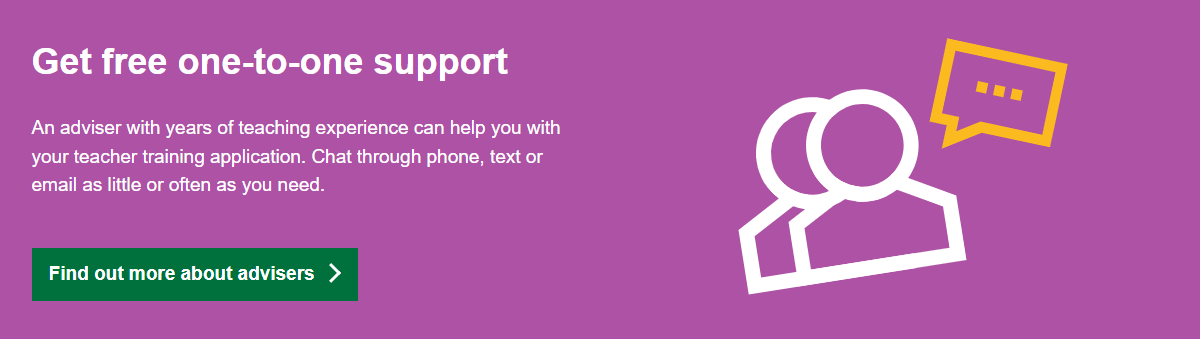 Get free one-to-one support
An adviser with years of teaching experience can help you with
your teacher training application. Chat through phone, text or
email as little or often as you need.
Find out more about advisers